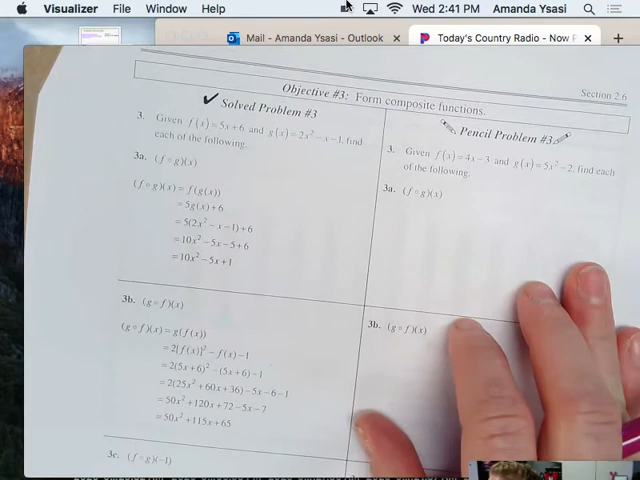 Visualizer File Window Help Wed 2:41 PM Amanda Ysasi
Mail - Amanda Ysasi - Outlook
Today's Country Radio - Now P
Section 2.6
Objective #3: Form composite functions.
✔ Solved Problem #3
3. Given f(x) = 5x + 6 and g(x) = 2x² − x − 1, find
each of the following.
3a. (f ∘ g)(x)
(f ∘ g)(x) = f(g(x))
= 5g(x) + 6
= 5(2x² − x − 1) + 6
= 10x² − 5x − 5 + 6
= 10x² − 5x + 1
3b. (g ∘ f)(x)
(g ∘ f)(x) = g(f(x))
= 2[f(x)]² − f(x) − 1
= 2(5x + 6)² − (5x + 6) − 1
= 2(25x² + 60x + 36) − 5x − 6 − 1
= 50x² + 120x + 72 − 5x − 7
= 50x² + 115x + 65
3c. (f ∘ g)(−1)
Pencil Problem #3
3. Given f(x) = 4x − 3 and g(x) = 5x² − 2, find each
of the following.
3a. (f ∘ g)(x)
3b. (g ∘ f)(x)